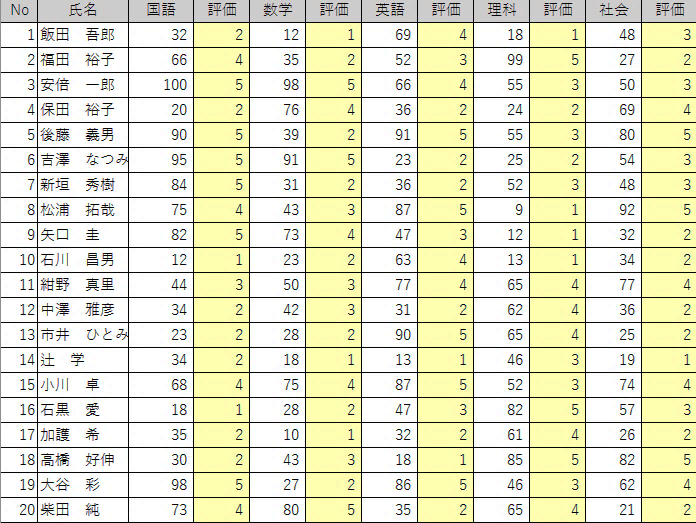 No 氏名 国語 評価 数学 評価 英語 評価 理科 評価 社会 評価
1 飯田　吾郎 32 2 12 1 69 4 18 1 48 3
2 福田　裕子 66 4 35 2 52 3 99 5 27 2
3 安倍　一郎 100 5 98 5 66 4 55 3 50 3
4 保田　裕子 20 2 76 4 36 2 24 2 69 4
5 後藤　義男 90 5 39 2 91 5 55 3 80 5
6 吉澤　なつみ 95 5 91 5 23 2 25 2 54 3
7 新垣　秀樹 84 5 31 2 36 2 52 3 48 3
8 松浦　拓哉 75 4 43 3 87 5 9 1 92 5
9 矢口　圭 82 5 73 4 47 3 12 1 32 2
10 石川　昌男 12 1 23 2 63 4 13 1 34 2
11 紺野　真里 44 3 50 3 77 4 65 4 77 4
12 中澤　雅彦 34 2 42 3 31 2 62 4 36 2
13 市井　ひとみ 23 2 28 2 90 5 65 4 25 2
14 辻　学 34 2 18 1 13 1 46 3 19 1
15 小川　卓 68 4 75 4 87 5 52 3 74 4
16 石黒　愛 18 1 28 2 47 3 82 5 57 3
17 加護　希 35 2 10 1 32 2 61 4 26 2
18 高橋　好伸 30 2 43 3 18 1 85 5 82 5
19 大谷　彩 98 5 27 2 86 5 46 3 62 4
20 柴田　純 73 4 80 5 35 2 65 4 21 2